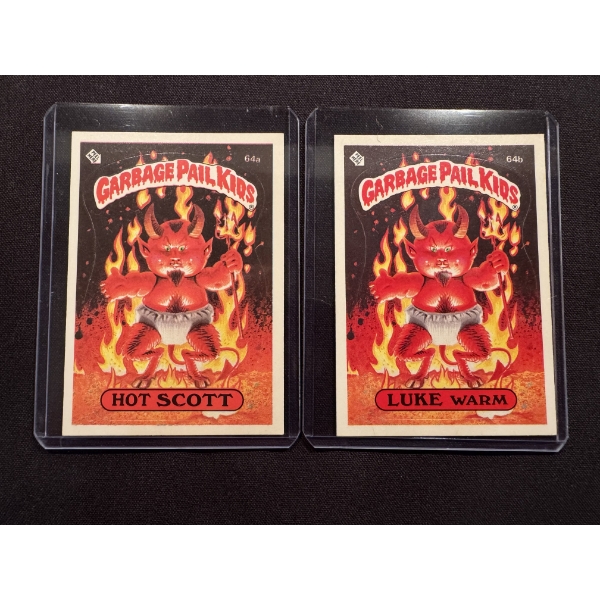 64a
GARBAGE PAIL KIDS
HOT SCOTT
64b
GARBAGE PAIL KIDS
LUKE WARM